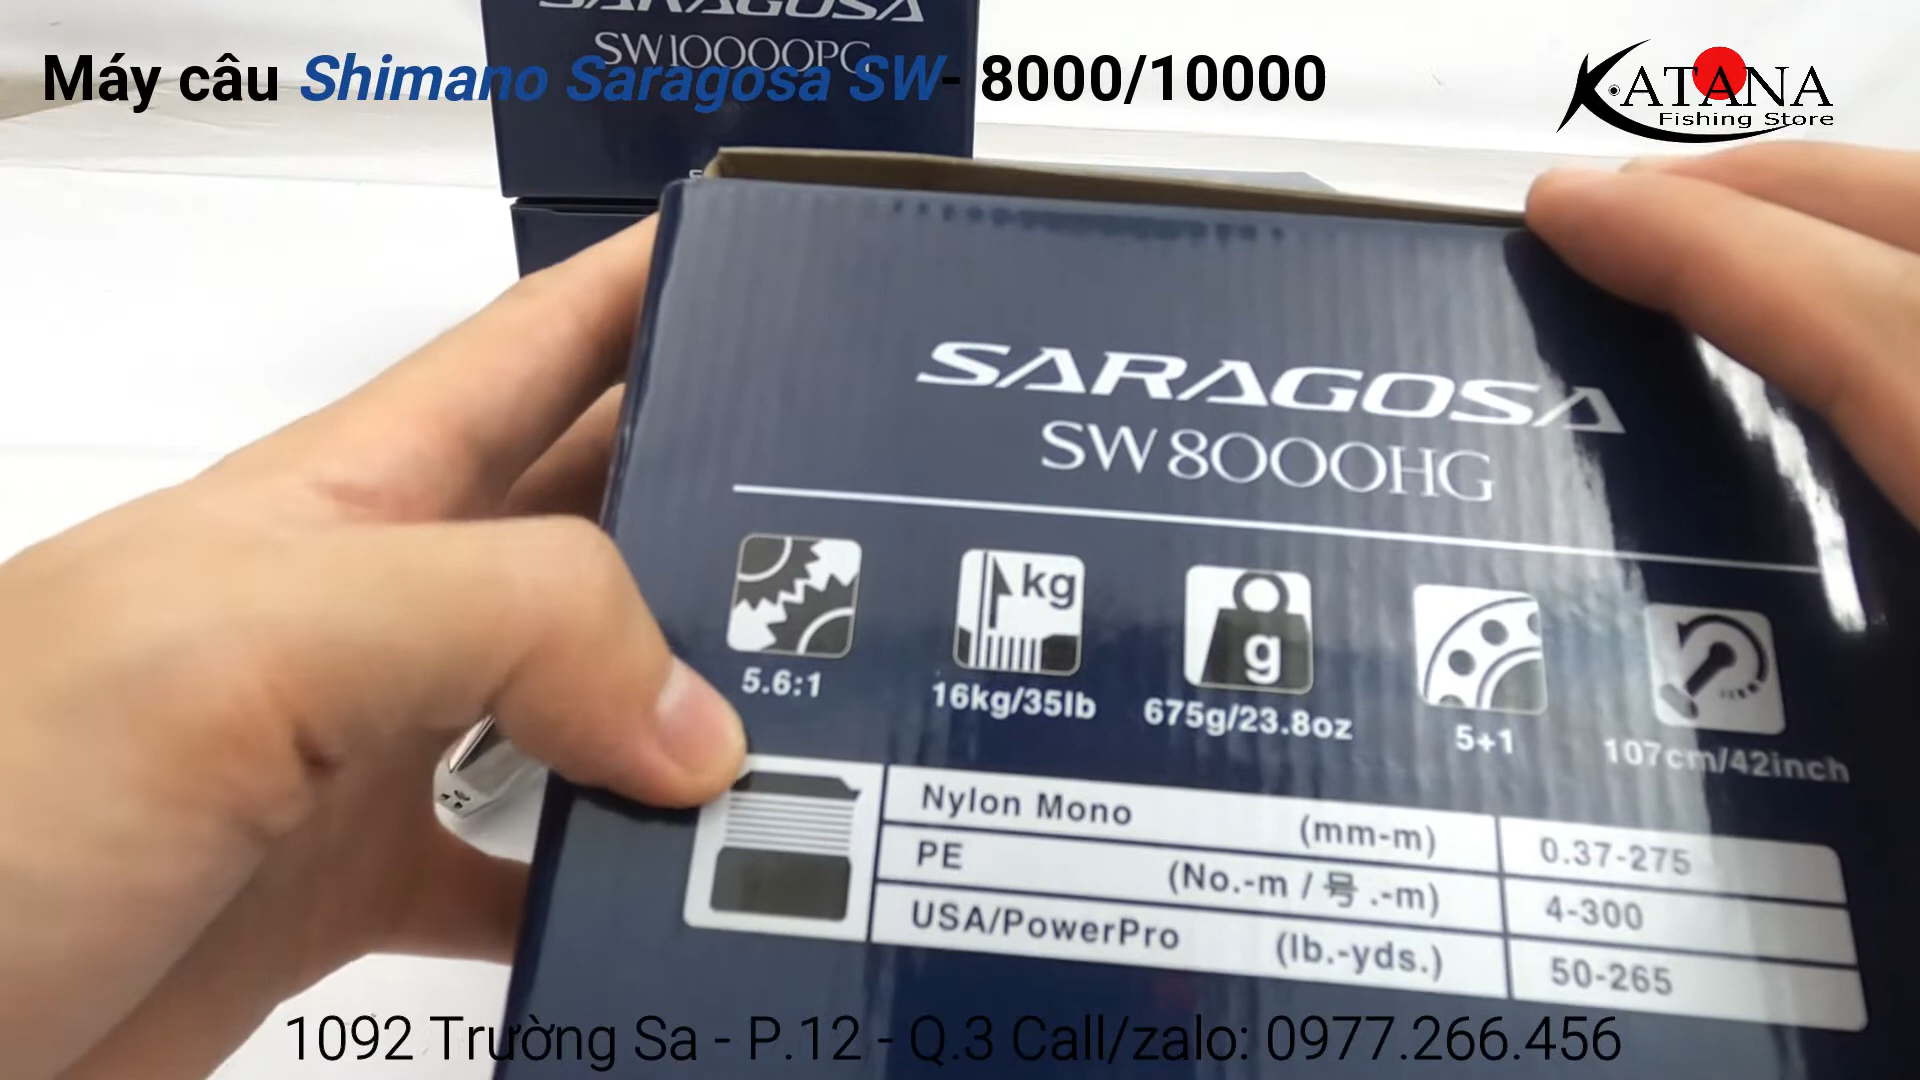 SARAGOSA
SW10000PG
Máy câu Shimano Saragosa SW- 8000/10000
KATANA
Fishing Store
SARAGOSA
SW8000HG
kg
g
5.6:1
16kg/35lb
675g/23.8oz
5+1
107cm/42inch
Nylon Mono (mm-m) 0.37-275
PE (No.-m / 号.-m) 4-300
USA/PowerPro (lb.-yds.) 50-265
1092 Trường Sa - P.12 - Q.3 Call/zalo: 0977.266.456